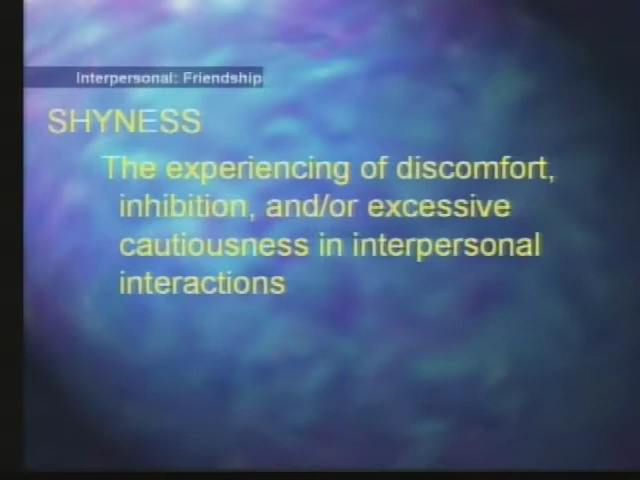 Interpersonal: Friendship
SHYNESS
The experiencing of discomfort,
inhibition, and/or excessive
cautiousness in interpersonal
interactions